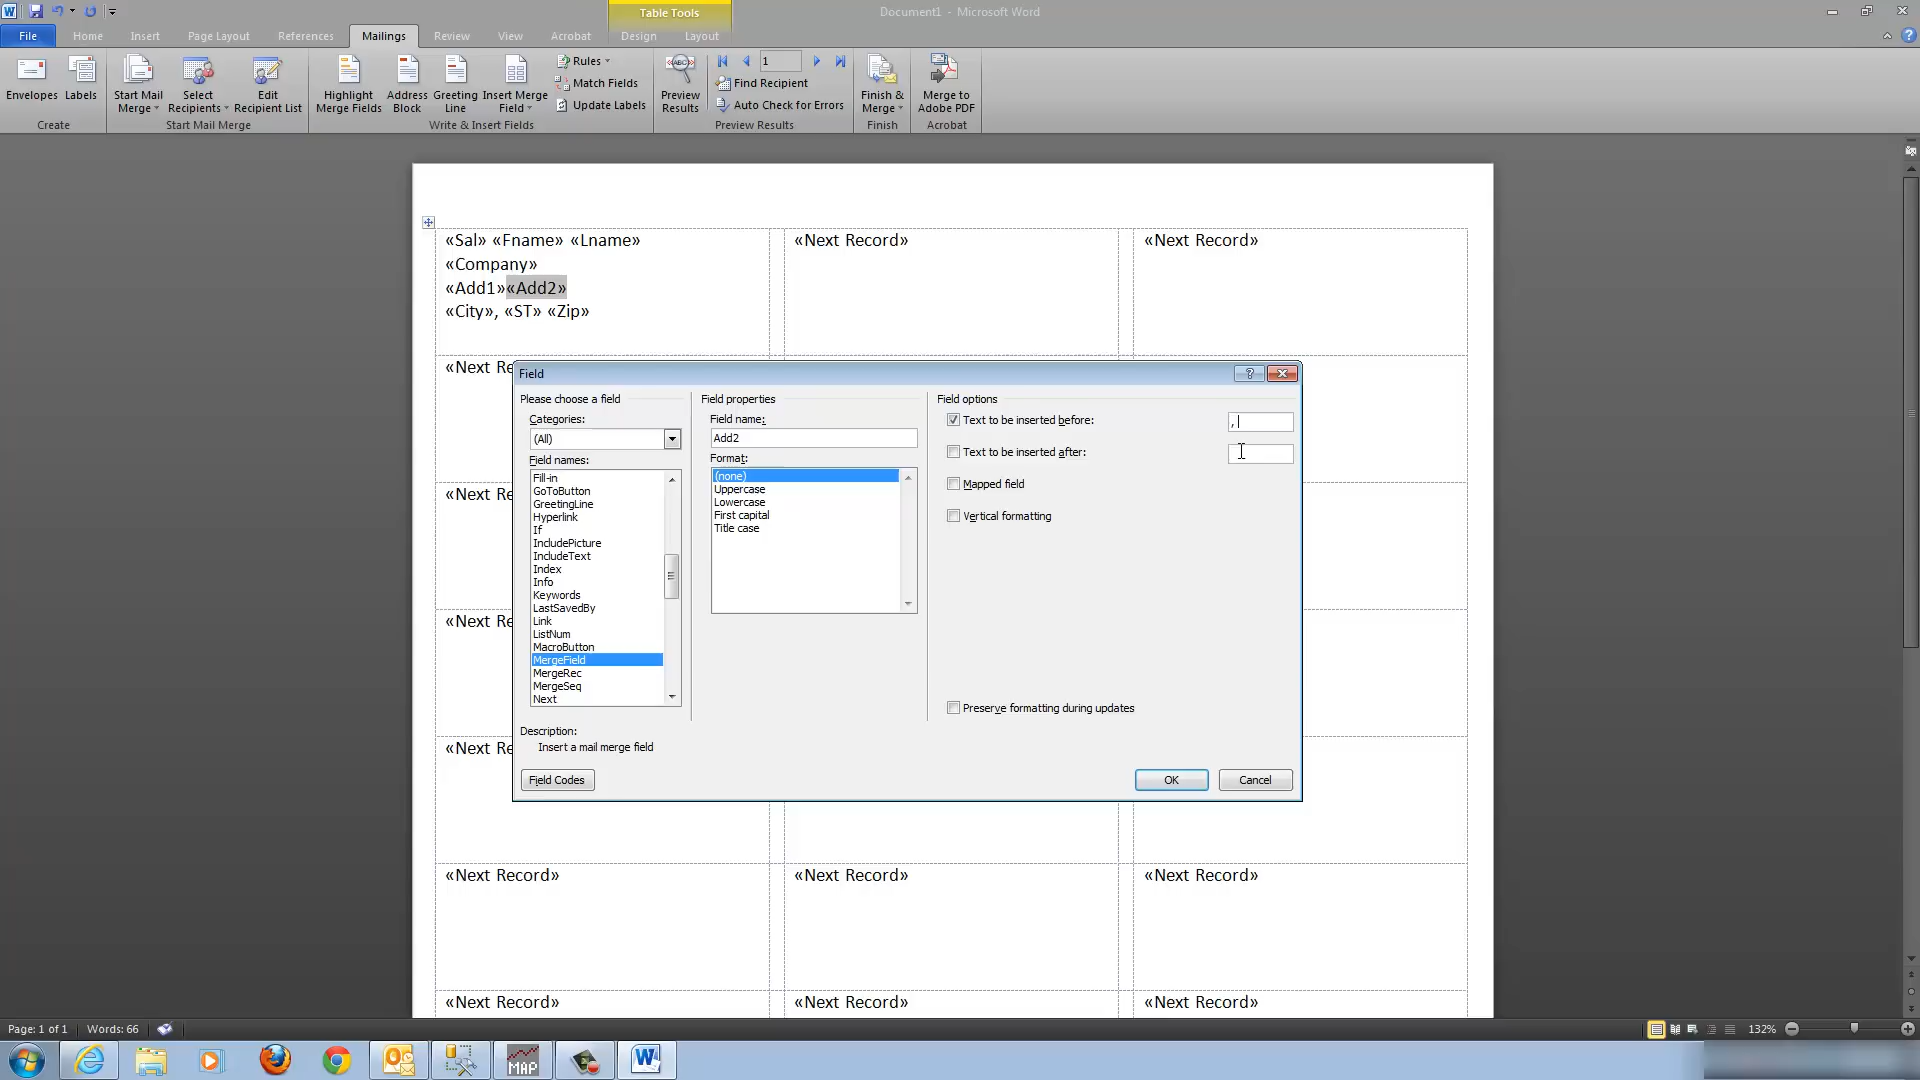 Table Tools
Document1 - Microsoft Word
File Home Insert Page Layout References Mailings Review View Acrobat Design Layout
Envelopes
Labels
Start Mail Merge
Select Recipients
Edit Recipient List
Highlight Merge Fields
Address Block
Greeting Line
Insert Merge Field
Rules
Match Fields
Update Labels
Preview Results
1
Find Recipient
Auto Check for Errors
Finish & Merge
Merge to Adobe PDF
Create
Start Mail Merge
Write & Insert Fields
Preview Results
Finish
Acrobat
«Sal» «Fname» «Lname»
«Company»
«Add1»«Add2»
«City», «ST» «Zip»
«Next Record»
«Next Record»
«Next Re
«Next Re
«Next Re
«Next Re
Field
Please choose a field
Categories:
(All)
Field names:
Fill-in
GoToButton
GreetingLine
Hyperlink
If
IncludePicture
IncludeText
Index
Info
Keywords
LastSavedBy
Link
ListNum
MacroButton
MergeField
MergeRec
MergeSeq
Next
Field properties
Field name:
Add2
Format:
(none)
Uppercase
Lowercase
First capital
Title case
Field options
Text to be inserted before:
,
Text to be inserted after:
Mapped field
Vertical formatting
Preserve formatting during updates
Description:
Insert a mail merge field
Field Codes
OK
Cancel
«Next Record» «Next Record» «Next Record»
«Next Record» «Next Record» «Next Record»
Page: 1 of 1 Words: 66
132%
MAP